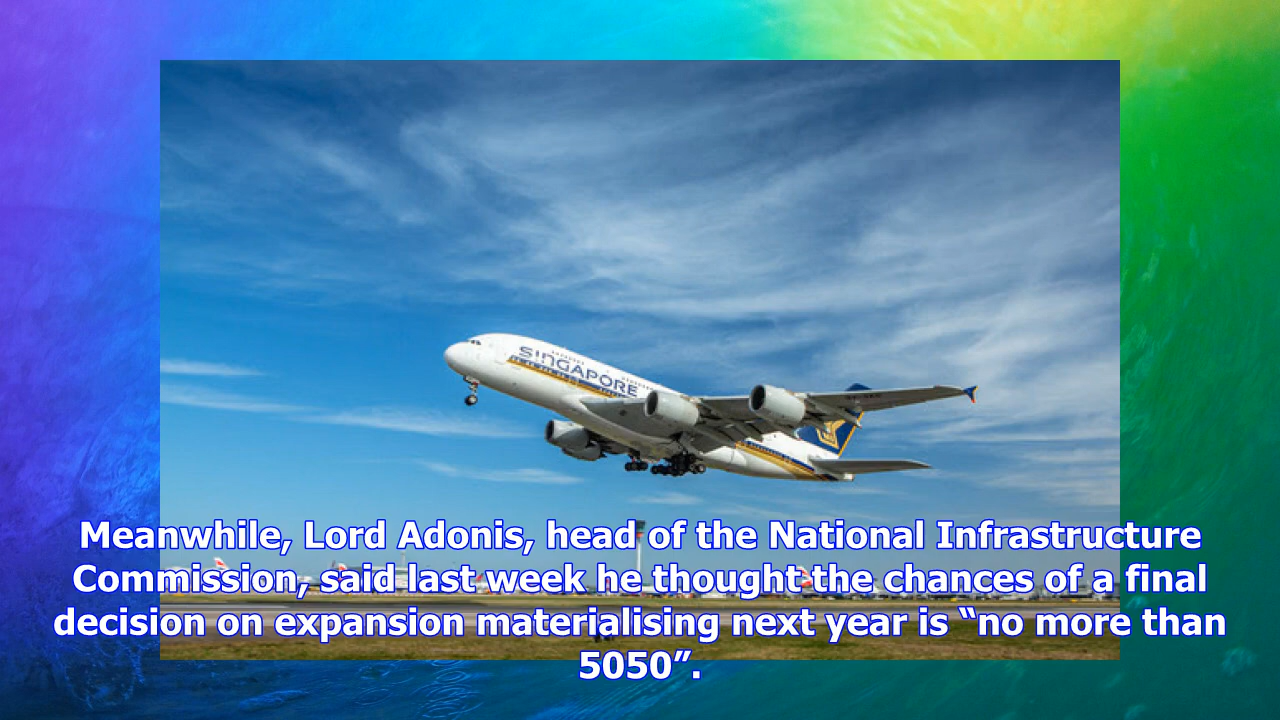 SINGAPORE
Meanwhile, Lord Adonis, head of the National Infrastructure
Commission, said last week he thought the chances of a final
decision on expansion materialising next year is “no more than
5050”.